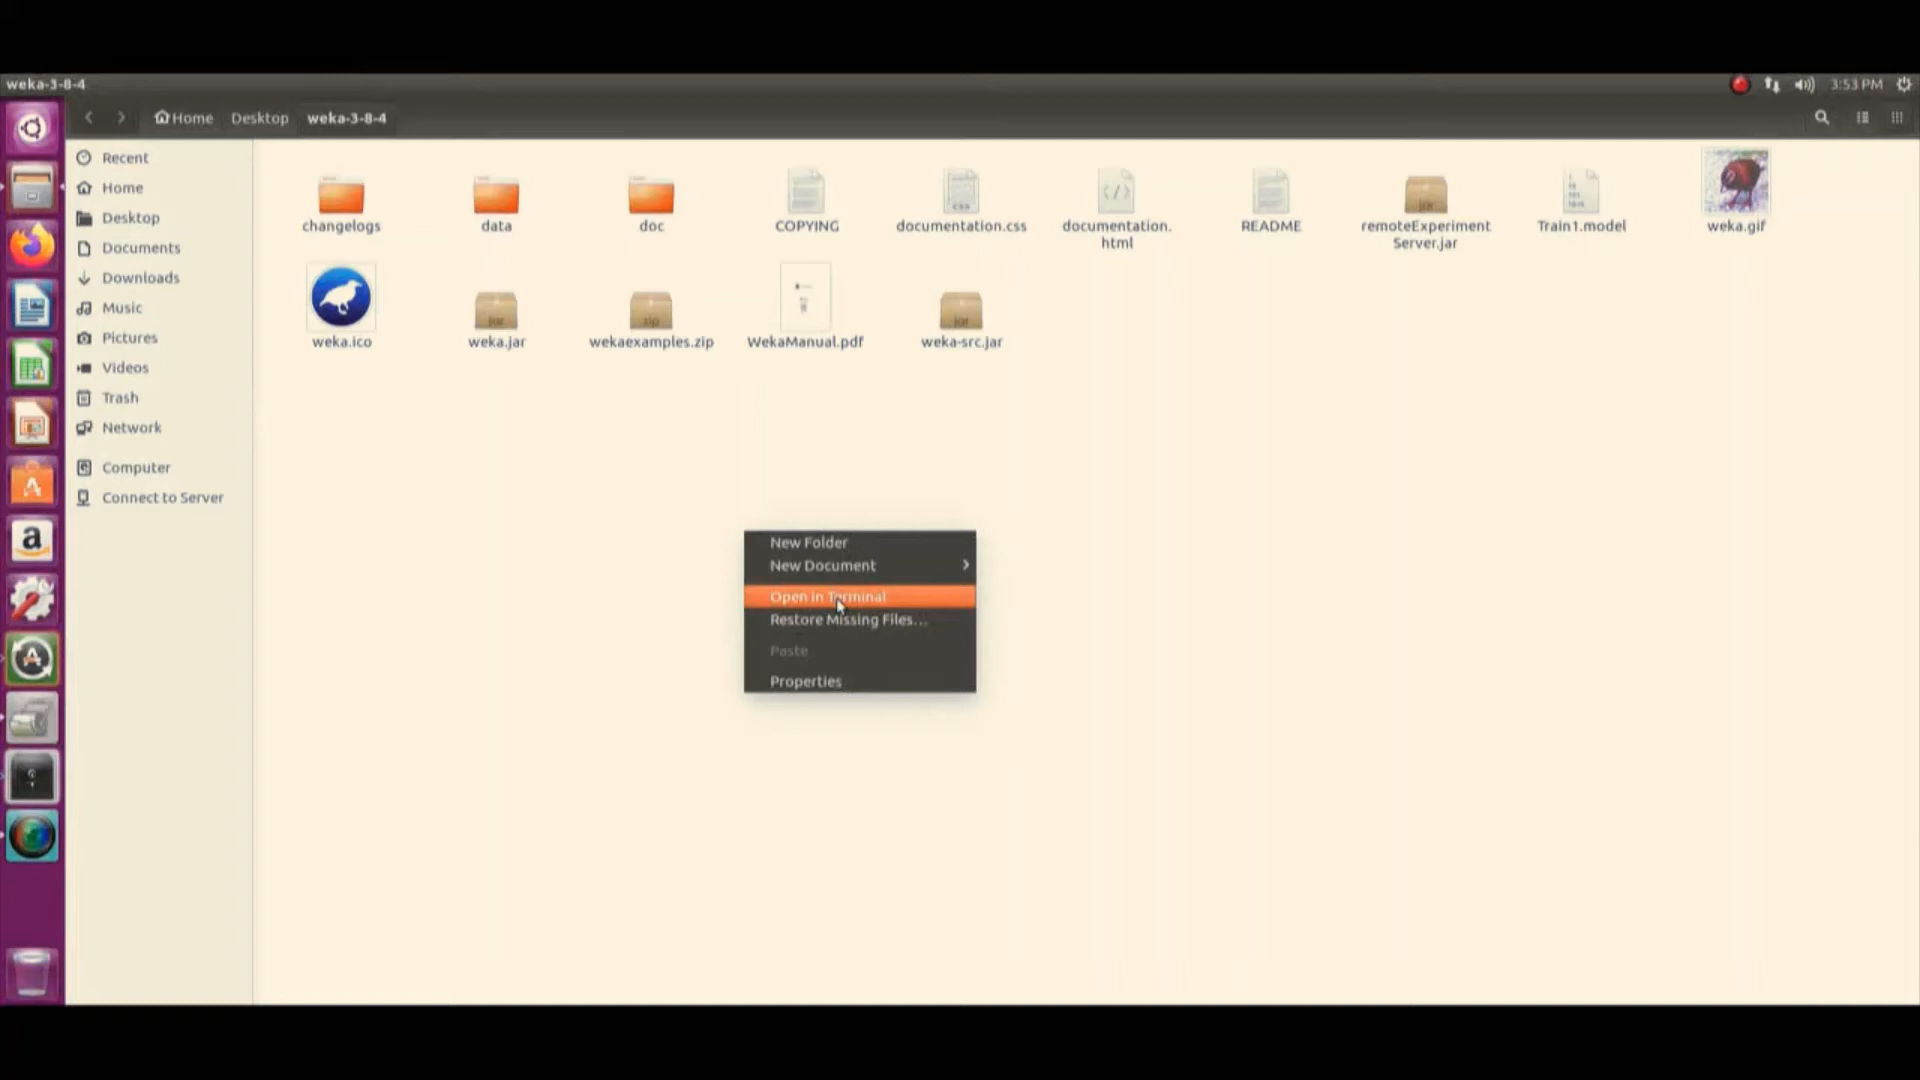 weka-3-8-4
3:53 PM
Home Desktop weka-3-8-4
Recent
Home
Desktop
Documents
Downloads
Music
Pictures
Videos
Trash
Network
Computer
Connect to Server
changelogs
data
doc
COPYING
documentation.css
documentation.
html
README
remoteExperiment
Server.jar
Train1.model
weka.gif
weka.ico
weka.jar
wekaexamples.zip
WekaManual.pdf
weka-src.jar
New Folder
New Document
Open in Terminal
Restore Missing Files...
Paste
Properties